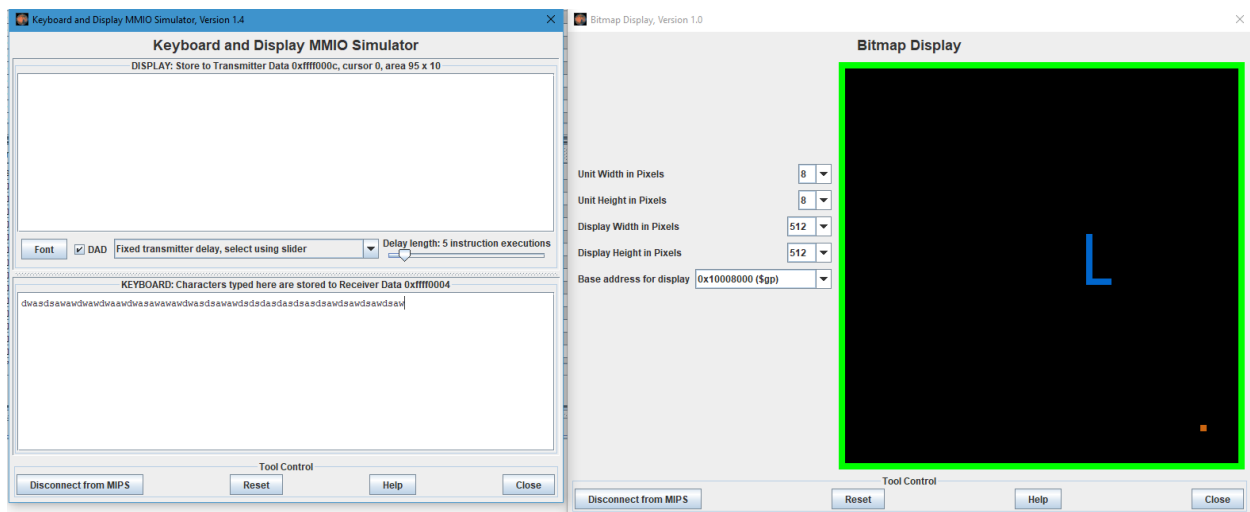 Keyboard and Display MMIO Simulator, Version 1.4
Keyboard and Display MMIO Simulator
DISPLAY: Store to Transmitter Data 0xffff000c, cursor 0, area 95 x 10
Font
DAD
Fixed transmitter delay, select using slider
Delay length: 5 instruction executions
KEYBOARD: Characters typed here are stored to Receiver Data 0xffff0004
dwasdsawawdwawdwaawdwasawawawdwasdsawawdsdsdasdasdsasdsawdsawdsawdsaw
Tool Control
Disconnect from MIPS
Reset
Help
Close
Bitmap Display, Version 1.0
Bitmap Display
Unit Width in Pixels 8
Unit Height in Pixels 8
Display Width in Pixels 512
Display Height in Pixels 512
Base address for display 0x10008000 ($gp)
Tool Control
Disconnect from MIPS
Reset
Help
Close